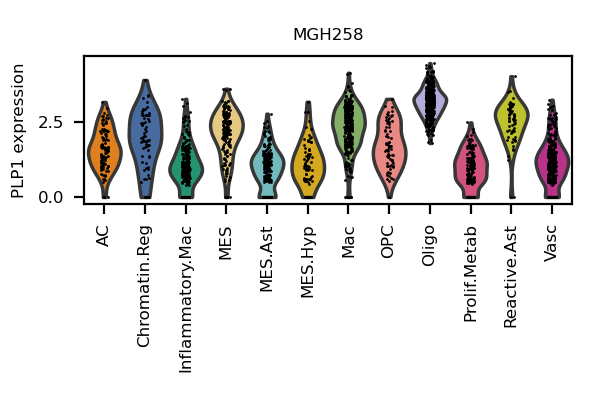 MGH258
PLP1 expression
2.5
0.0
AC
Chromatin.Reg
Inflammatory.Mac
MES
MES.Ast
MES.Hyp
Mac
OPC
Oligo
Prolif.Metab
Reactive.Ast
Vasc